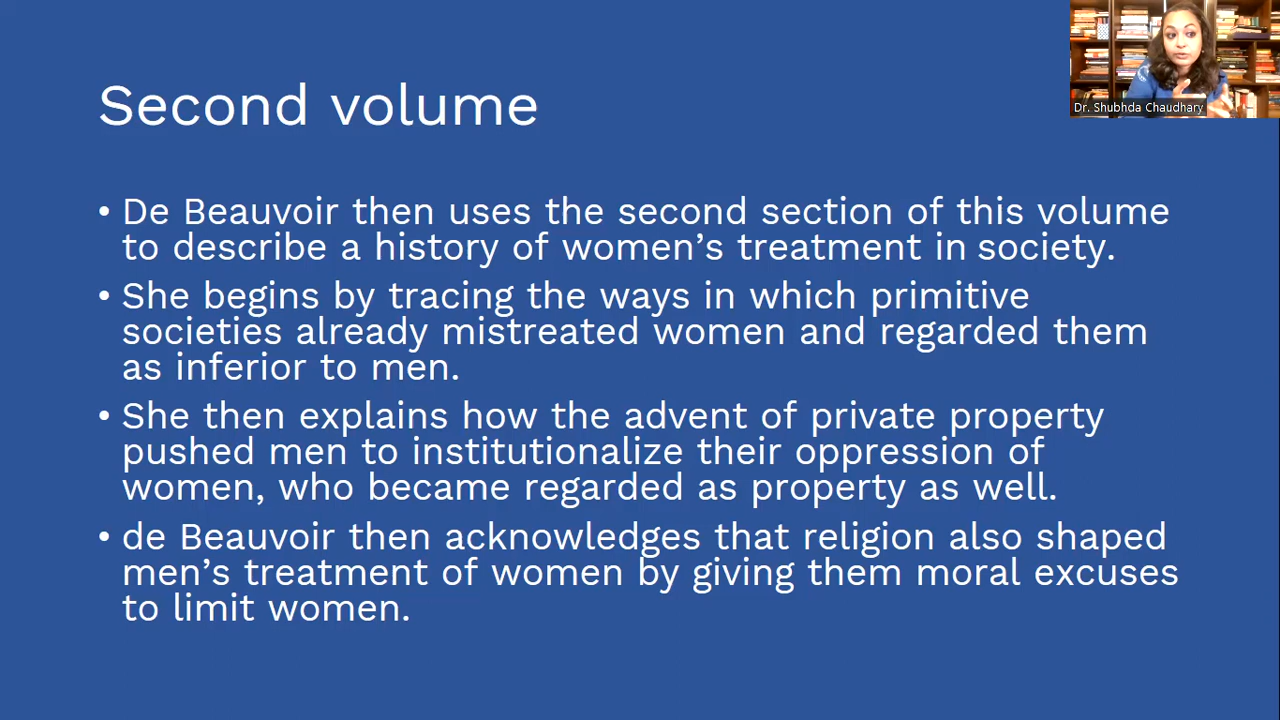 Second volume
Dr. Shubhda Chaudhary
• De Beauvoir then uses the second section of this volume
to describe a history of women's treatment in society.
• She begins by tracing the ways in which primitive
societies already mistreated women and regarded them
as inferior to men.
• She then explains how the advent of private property
pushed men to institutionalize their oppression of
women, who became regarded as property as well.
• de Beauvoir then acknowledges that religion also shaped
men's treatment of women by giving them moral excuses
to limit women.